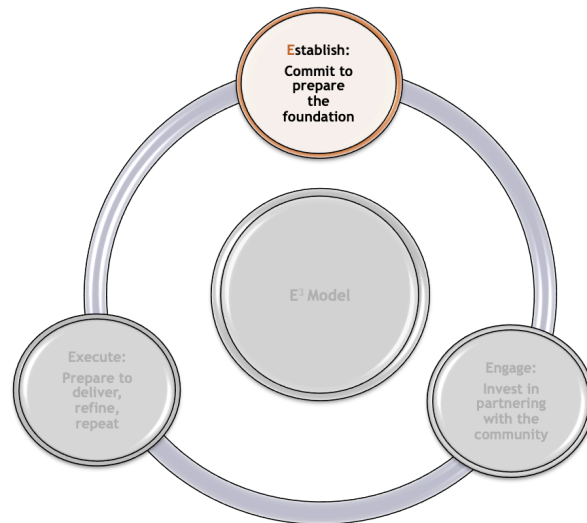 Establish:
Commit to
prepare
the
foundation
E³ Model
Execute:
Prepare to
deliver,
refine,
repeat
Engage:
Invest in
partnering
with the
community